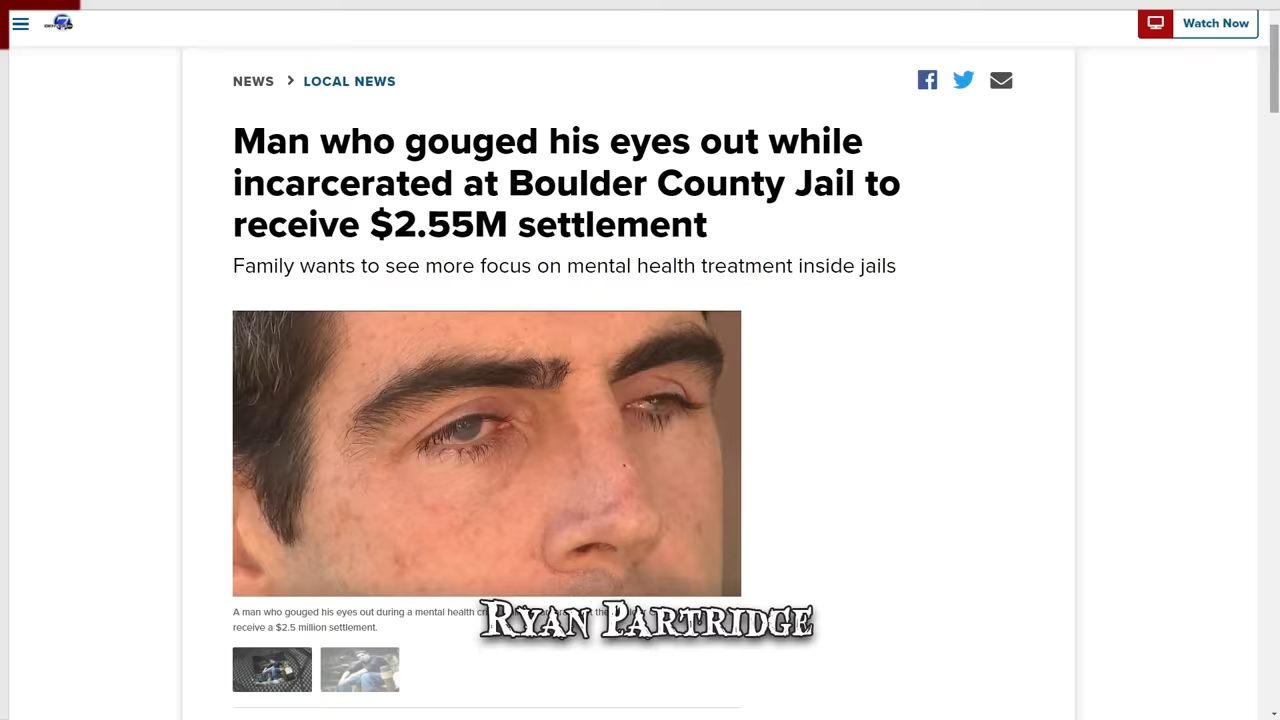 Watch Now
NEWS > LOCAL NEWS
Man who gouged his eyes out while
incarcerated at Boulder County Jail to
receive $2.55M settlement
Family wants to see more focus on mental health treatment inside jails
A man who gouged his eyes out during a mental health
receive a $2.5 million settlement.
Ryan Partridge